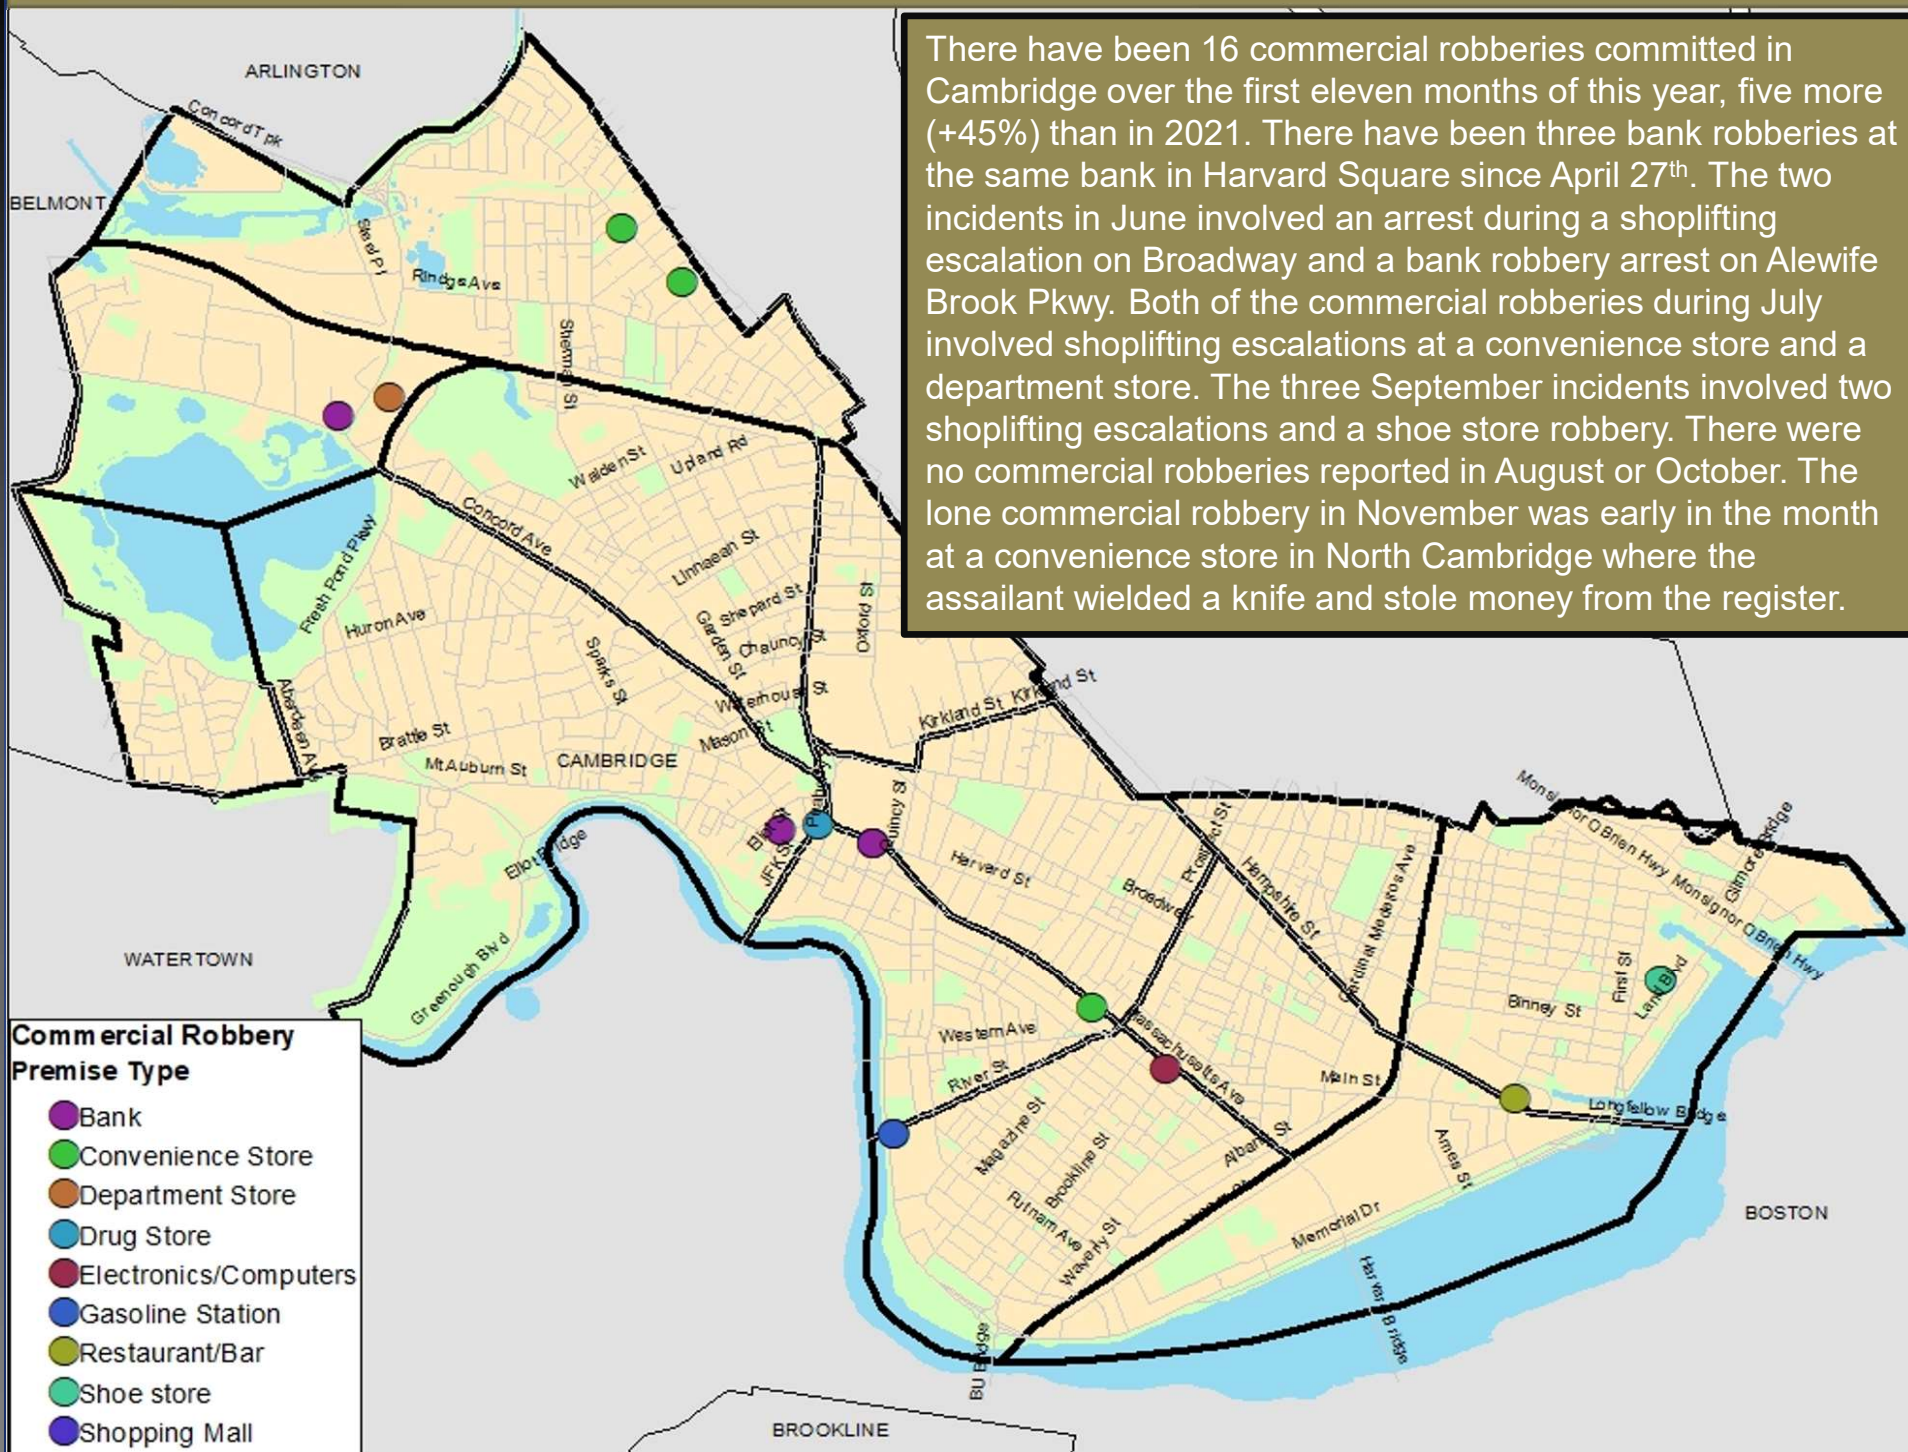 There have been 16 commercial robberies committed in
Cambridge over the first eleven months of this year, five more
(+45%) than in 2021. There have been three bank robberies at
the same bank in Harvard Square since April 27th. The two
incidents in June involved an arrest during a shoplifting
escalation on Broadway and a bank robbery arrest on Alewife
Brook Pkwy. Both of the commercial robberies during July
involved shoplifting escalations at a convenience store and a
department store. The three September incidents involved two
shoplifting escalations and a shoe store robbery. There were
no commercial robberies reported in August or October. The
lone commercial robbery in November was early in the month
at a convenience store in North Cambridge where the
assailant wielded a knife and stole money from the register.
ARLINGTON
Concord Tpk
BELMONT
Steel Pl
Rindge Ave
Sherman St
Walden St
Upland Rd
Concord Ave
Linnaean St
Fresh Pond Pkwy
Huron Ave
Shepard St
Garden St
Chauncy St
Oxford St
Sparks St
Waterhouse St
Kirkland St
Kirkland St
Aberdeen Ave
Brattle St
Mason St
Mt Auburn St
CAMBRIDGE
Quincy St
Eliot St
JFK St
Eliot Bridge
Harvard St
Broadway
Prospect St
Hampshire St
Cardinal Medeiros Ave
Monsignor O'Brien Hwy
Monsignor O'Brien Hwy
Gilmore Bridge
WATERTOWN
Greenough Blvd
First St
Land Blvd
Binney St
Western Ave
Massachusetts Ave
River St
Main St
Longfellow Bridge
Magazine St
Brookline St
Albany St
Ames St
Putnam Ave
Waverly St
Memorial Dr
BOSTON
Harvard Bridge
BU Bridge
BROOKLINE
Commercial Robbery
Premise Type
Bank
Convenience Store
Department Store
Drug Store
Electronics/Computers
Gasoline Station
Restaurant/Bar
Shoe store
Shopping Mall